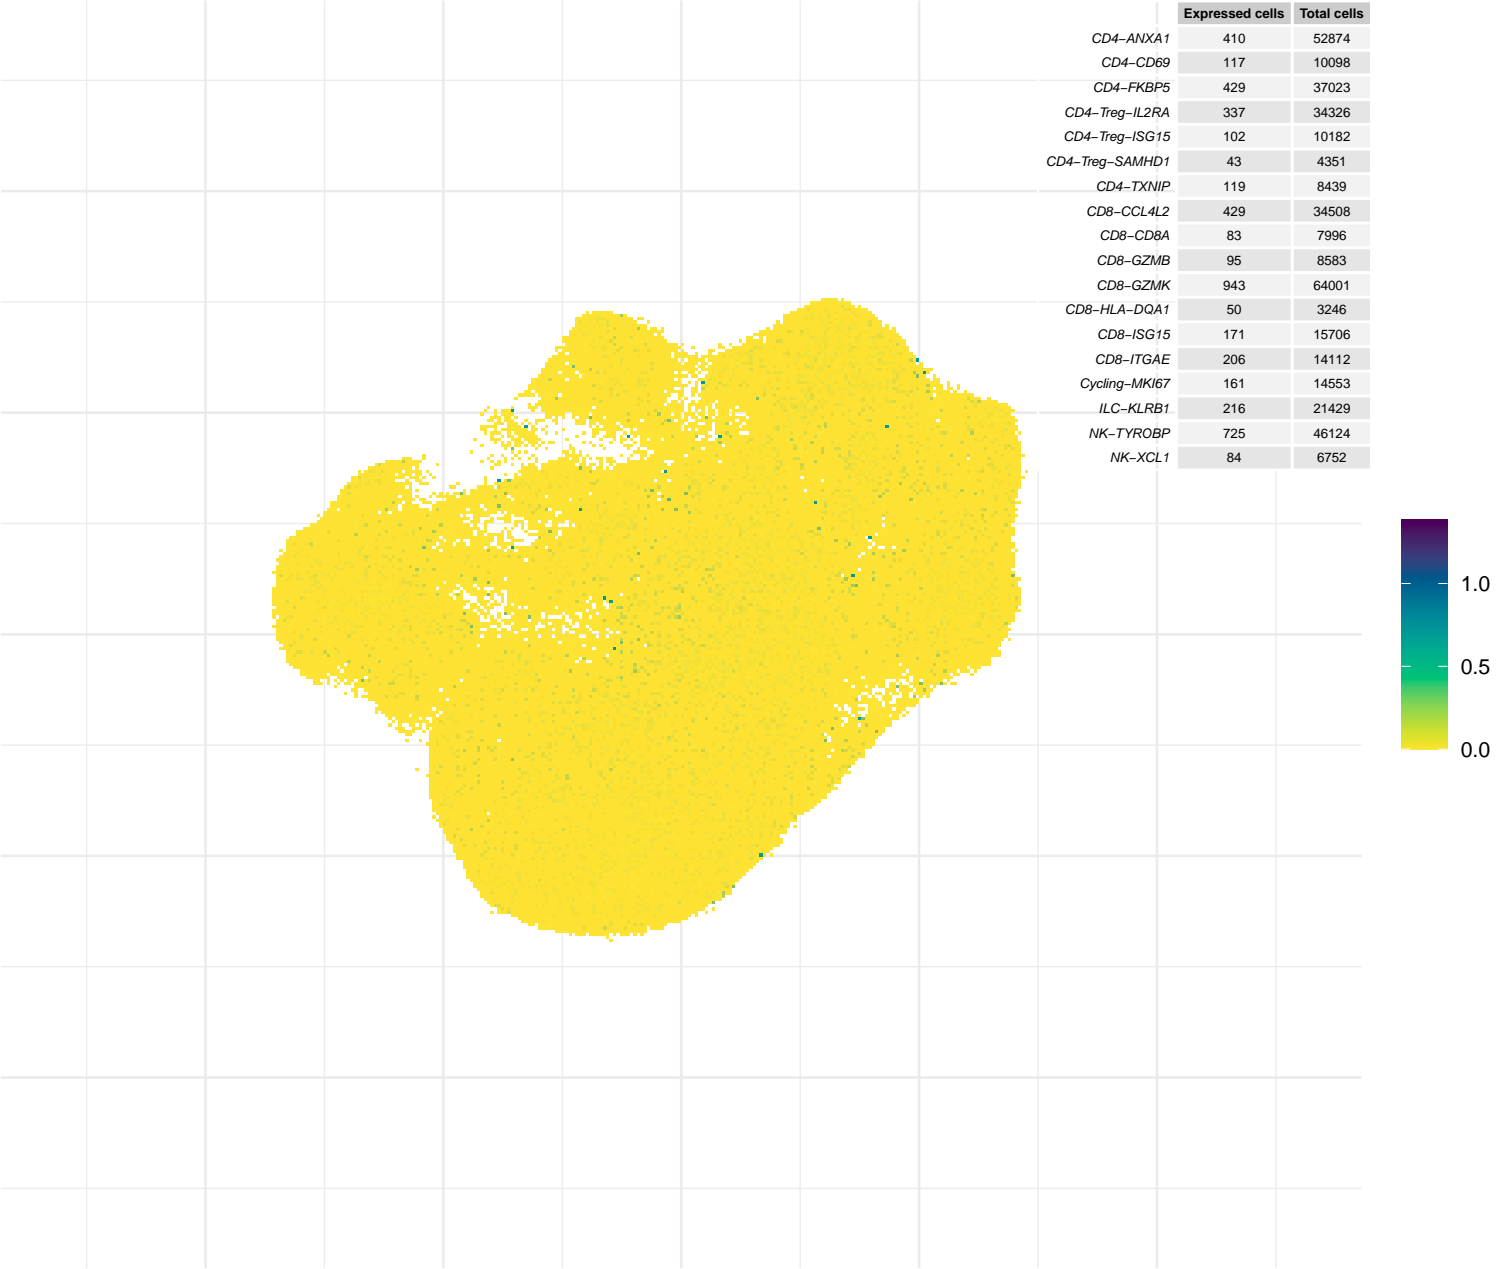 Expressed cells Total cells
CD4−ANXA1 410 52874
CD4−CD69 117 10098
CD4−FKBP5 429 37023
CD4−Treg−IL2RA 337 34326
CD4−Treg−ISG15 102 10182
CD4−Treg−SAMHD1 43 4351
CD4−TXNIP 119 8439
CD8−CCL4L2 429 34508
CD8−CD8A 83 7996
CD8−GZMB 95 8583
CD8−GZMK 943 64001
CD8−HLA−DQA1 50 3246
CD8−ISG15 171 15706
CD8−ITGAE 206 14112
Cycling−MKI67 161 14553
ILC−KLRB1 216 21429
NK−TYROBP 725 46124
NK−XCL1 84 6752
1.0
0.5
0.0